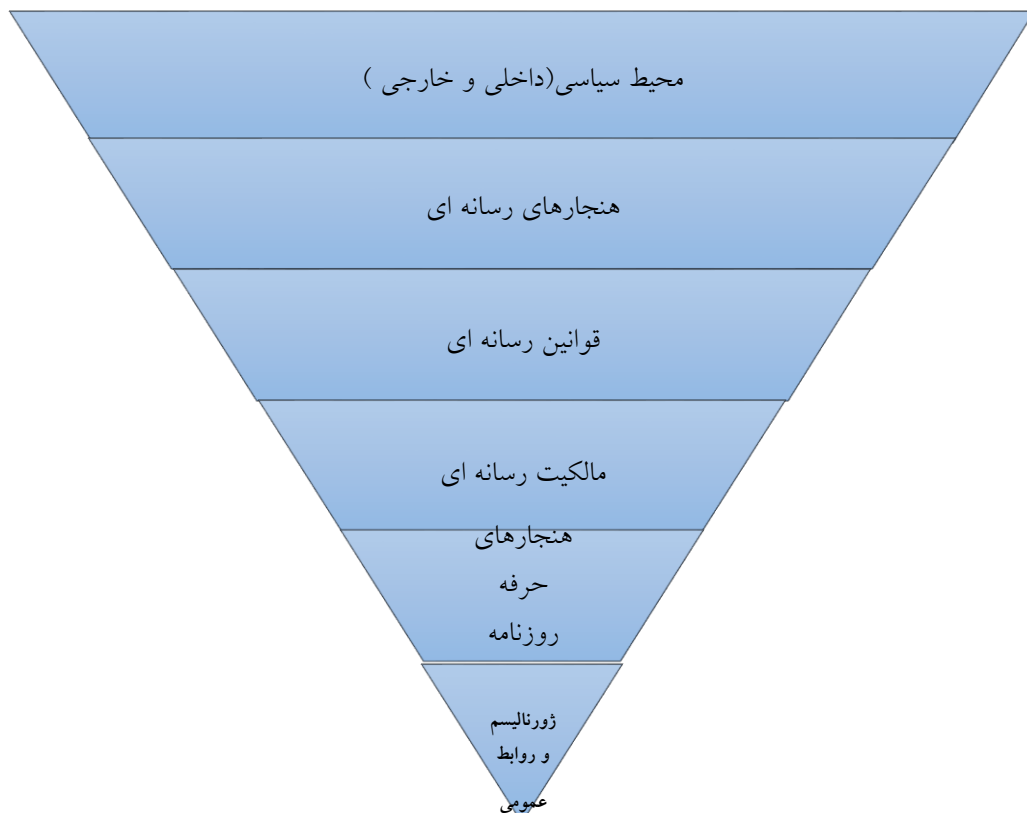 محیط سیاسی(داخلی و خارجی )
هنجارهای رسانه ای
قوانین رسانه ای
مالکیت رسانه ای
هنجارهای
حرفه
روزنامه
ژورنالیسم
و روابط
عمومی